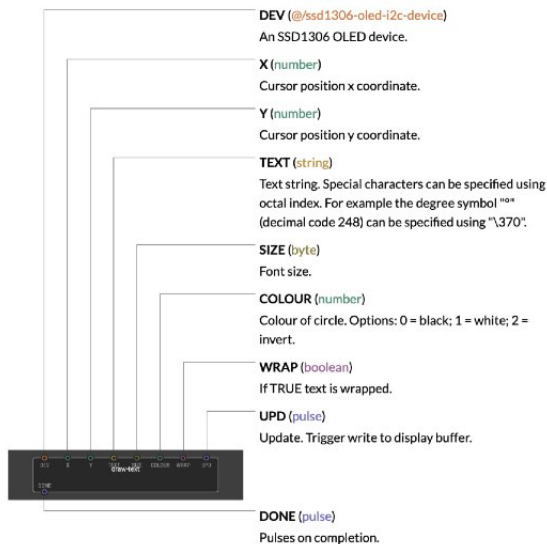 DEV (@/ssd1306-oled-i2c-device)
An SSD1306 OLED device.
X (number)
Cursor position x coordinate.
Y (number)
Cursor position y coordinate.
TEXT (string)
Text string. Special characters can be specified using
octal index. For example the degree symbol "°"
(decimal code 248) can be specified using "\370".
SIZE (byte)
Font size.
COLOUR (number)
Colour of circle. Options: 0 = black; 1 = white; 2 =
invert.
WRAP (boolean)
If TRUE text is wrapped.
UPD (pulse)
Update. Trigger write to display buffer.
DEV X Y TEXT SIZE COLOUR WRAP UPD
draw-text
DONE
DONE (pulse)
Pulses on completion.